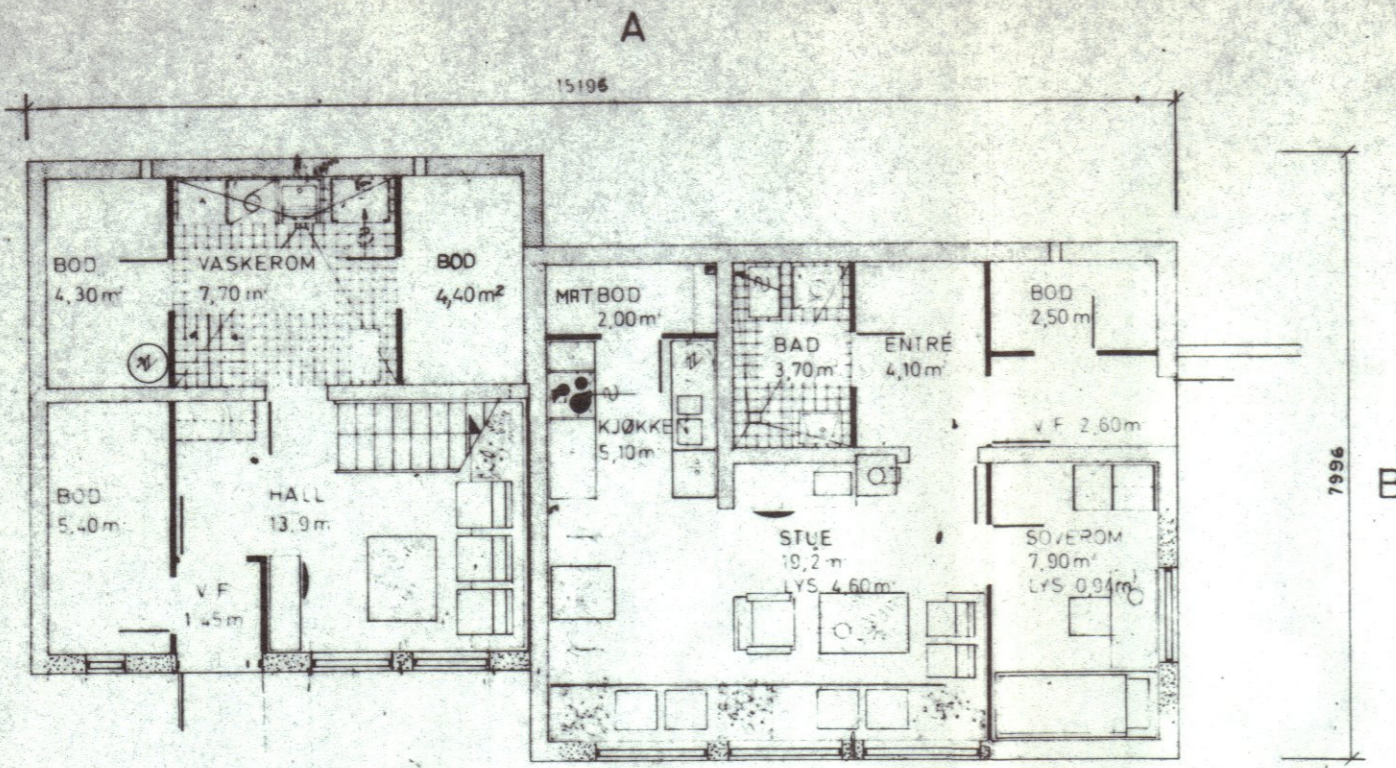 A
15196
BOD
4,30 m²
VASKEROM
7,70 m²
BOD
4,40 m²
MAT BOD
2,00 m²
BAD
3,70 m²
ENTRÉ
4,10 m²
BOD
2,50 m²
KJØKKEN
5,10 m²
V F 2,60 m
BOD
5,40 m²
HALL
13,9 m
V F
1,45 m
STUE
19,2 m
LYS 4,60 m²
SOVEROM
7,90 m²
LYS 0,94 m²
7996
B